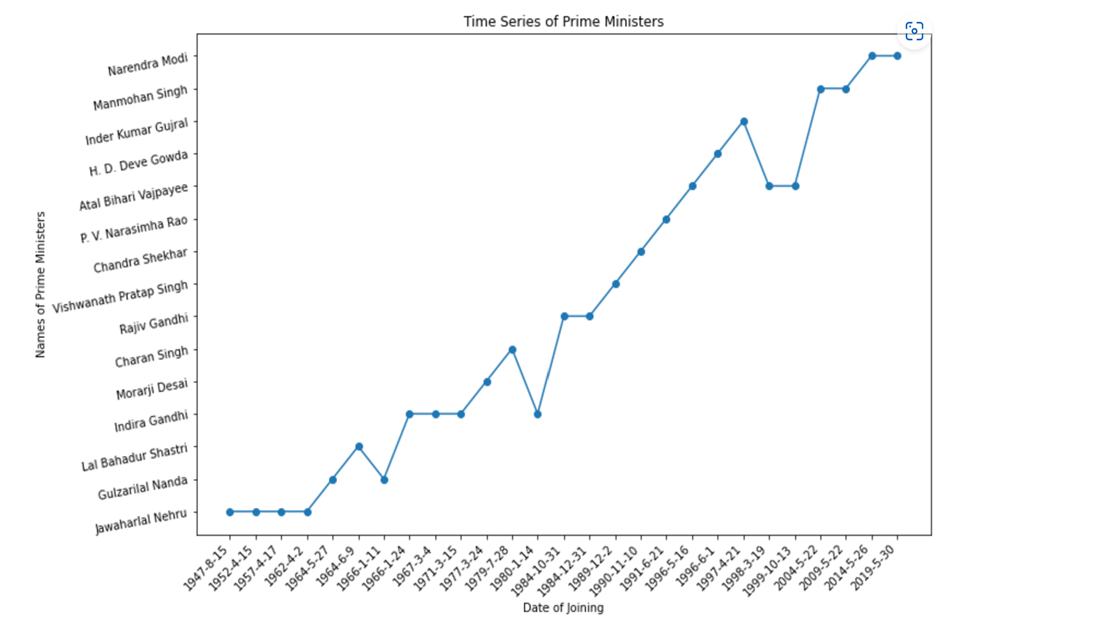 Time Series of Prime Ministers
Narendra Modi
Manmohan Singh
Inder Kumar Gujral
H. D. Deve Gowda
Atal Bihari Vajpayee
P. V. Narasimha Rao
Chandra Shekhar
Vishwanath Pratap Singh
Rajiv Gandhi
Charan Singh
Morarji Desai
Indira Gandhi
Lal Bahadur Shastri
Gulzarilal Nanda
Jawaharlal Nehru
Names of Prime Ministers
1947-8-15
1952-4-15
1957-4-17
1962-4-2
1964-5-27
1964-6-9
1966-1-11
1966-1-24
1967-3-4
1971-3-15
1977-3-24
1979-7-28
1980-1-14
1984-10-31
1984-12-31
1989-12-2
1990-11-10
1991-6-21
1996-5-16
1996-6-1
1997-4-21
1998-3-19
1999-10-13
2004-5-22
2009-5-22
2014-5-26
2019-5-30
Date of Joining